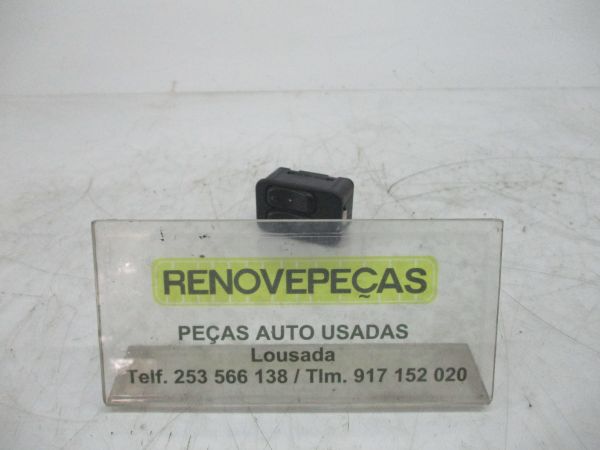 RENOVEPEÇAS
PEÇAS AUTO USADAS
Lousada
Telf. 253 566 138 / Tlm. 917 152 020